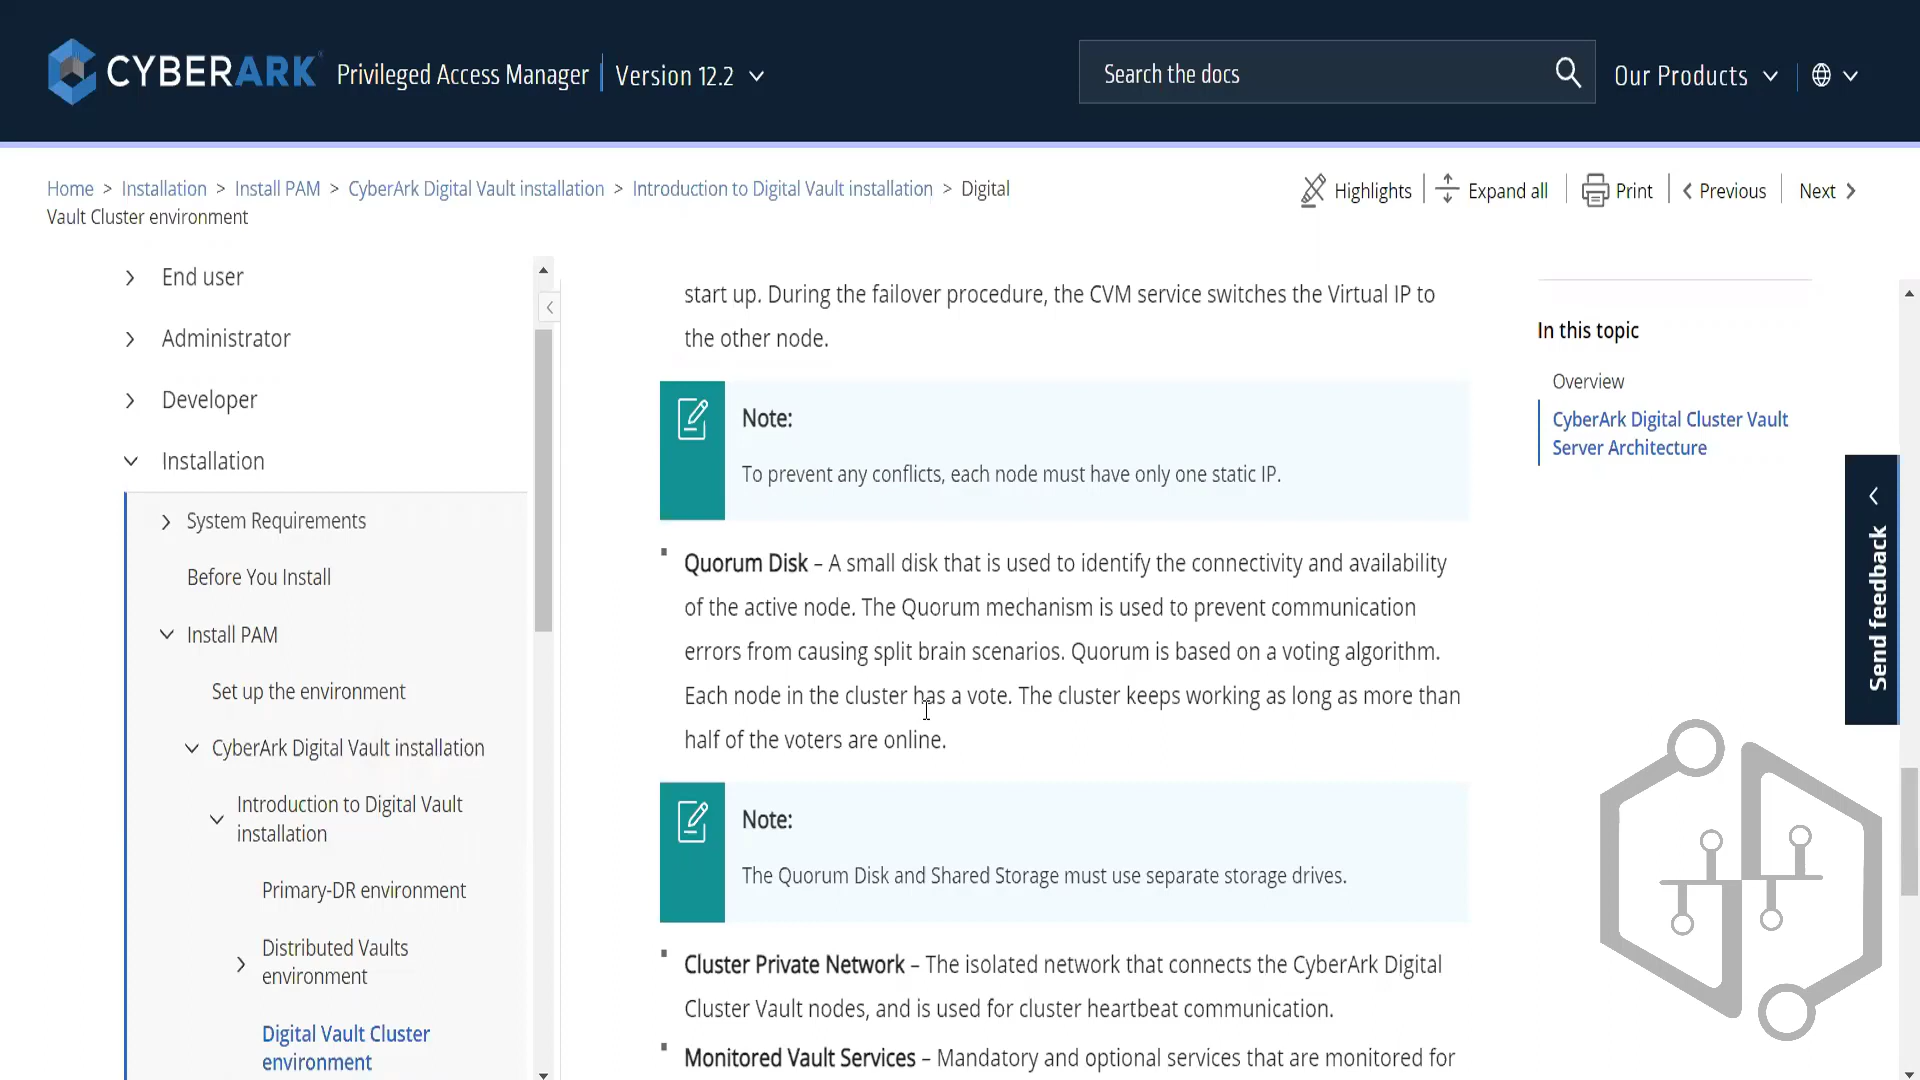 CYBERARK Privileged Access Manager Version 12.2
Search the docs
Our Products
Home > Installation > Install PAM > CyberArk Digital Vault installation > Introduction to Digital Vault installation > Digital
Vault Cluster environment
Highlights Expand all Print Previous Next
End user
Administrator
Developer
Installation
System Requirements
Before You Install
Install PAM
Set up the environment
CyberArk Digital Vault installation
Introduction to Digital Vault
installation
Primary-DR environment
Distributed Vaults
environment
Digital Vault Cluster
environment
start up. During the failover procedure, the CVM service switches the Virtual IP to
the other node.
Note:
To prevent any conflicts, each node must have only one static IP.
Quorum Disk – A small disk that is used to identify the connectivity and availability
of the active node. The Quorum mechanism is used to prevent communication
errors from causing split brain scenarios. Quorum is based on a voting algorithm.
Each node in the cluster has a vote. The cluster keeps working as long as more than
half of the voters are online.
Note:
The Quorum Disk and Shared Storage must use separate storage drives.
Cluster Private Network – The isolated network that connects the CyberArk Digital
Cluster Vault nodes, and is used for cluster heartbeat communication.
Monitored Vault Services – Mandatory and optional services that are monitored for
In this topic
Overview
CyberArk Digital Cluster Vault
Server Architecture
Send feedback